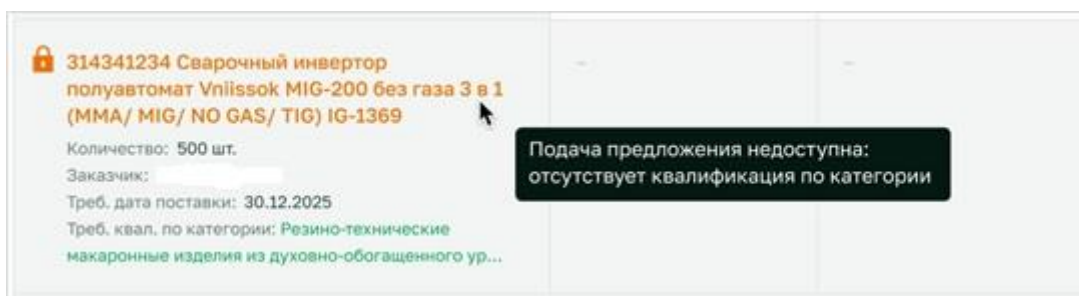 314341234 Сварочный инвертор
полуавтомат Vniissok MIG-200 без газа 3 в 1
(MMA/ MIG/ NO GAS/ TIG) IG-1369
Количество: 500 шт.
Заказчик:
Треб. дата поставки: 30.12.2025
Треб. квал. по категории: Резино-технические
макаронные изделия из духовно-обогащенного ур...
–
–
Подача предложения недоступна:
отсутствует квалификация по категории